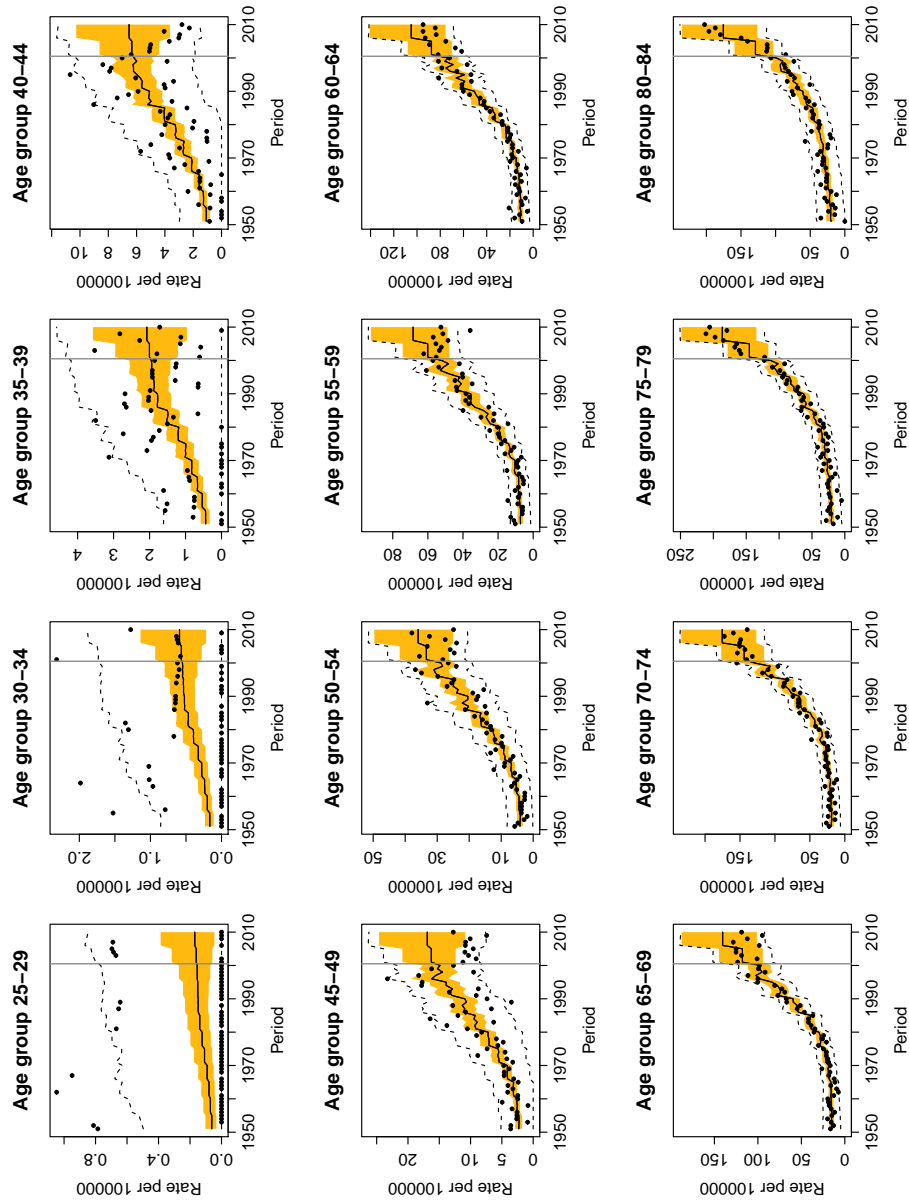 Age group 25–29
Rate per 100000
0.0 0.4 0.8
1950 1970 1990 2010
Period
Age group 30–34
Rate per 100000
0.0 1.0 2.0
1950 1970 1990 2010
Period
Age group 35–39
Rate per 100000
0 1 2 3 4
1950 1970 1990 2010
Period
Age group 40–44
Rate per 100000
0 2 4 6 8 10
1950 1970 1990 2010
Period
Age group 45–49
Rate per 100000
0 5 10 20
1950 1970 1990 2010
Period
Age group 50–54
Rate per 100000
0 10 30 50
1950 1970 1990 2010
Period
Age group 55–59
Rate per 100000
0 20 40 60 80
1950 1970 1990 2010
Period
Age group 60–64
Rate per 100000
0 40 80 120
1950 1970 1990 2010
Period
Age group 65–69
Rate per 100000
0 50 100 150
1950 1970 1990 2010
Period
Age group 70–74
Rate per 100000
0 50 150
1950 1970 1990 2010
Period
Age group 75–79
Rate per 100000
0 50 150 250
1950 1970 1990 2010
Period
Age group 80–84
Rate per 100000
0 50 150
1950 1970 1990 2010
Period